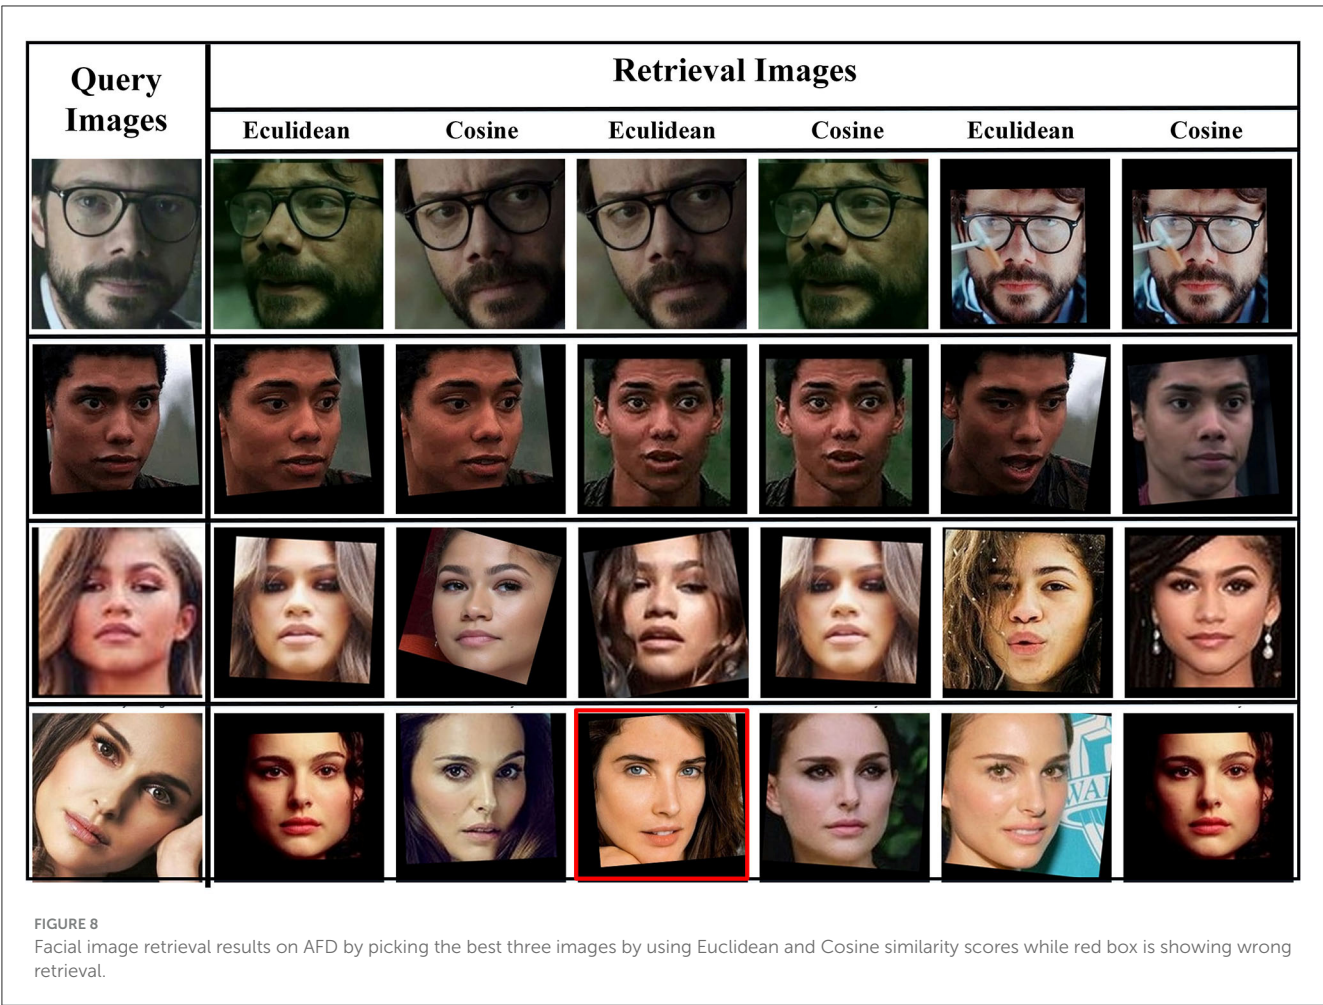 Query
Images
Retrieval Images
Eculidean Cosine Eculidean Cosine Eculidean Cosine
WAI
FIGURE 8
Facial image retrieval results on AFD by picking the best three images by using Euclidean and Cosine similarity scores while red box is showing wrong
retrieval.